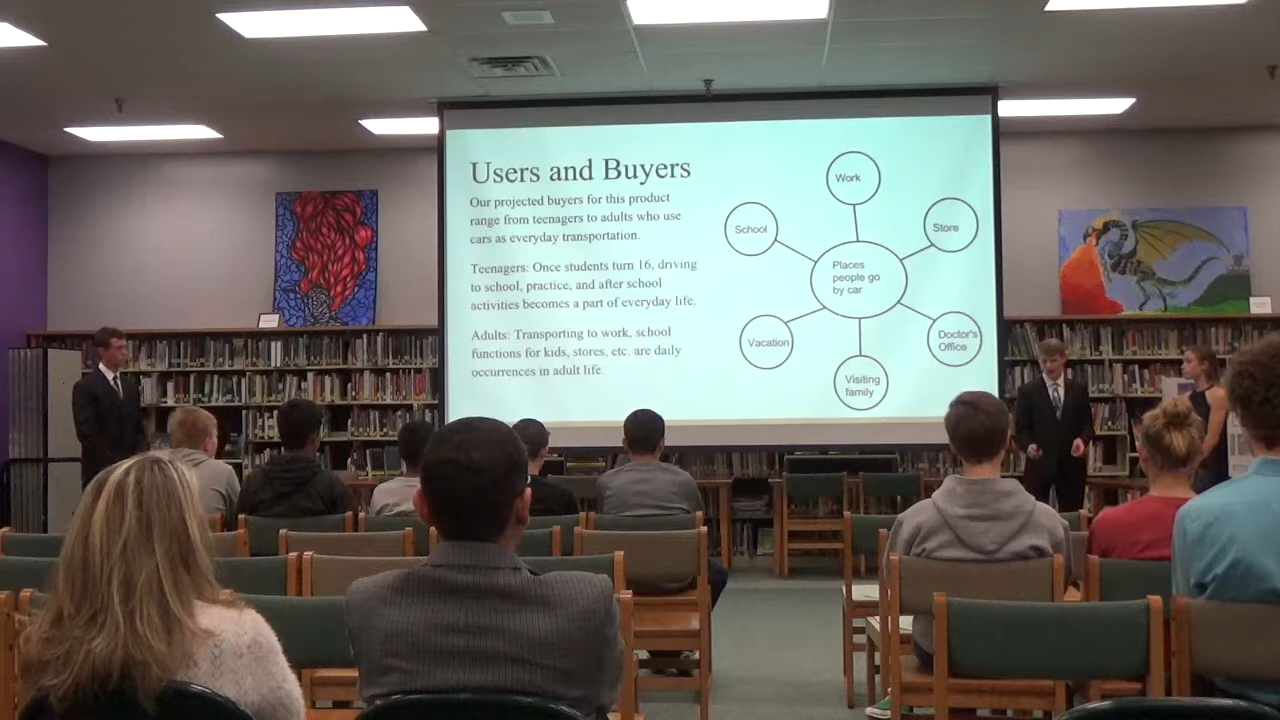 Users and Buyers
Our projected buyers for this product
range from teenagers to adults who use
cars as everyday transportation.
Teenagers: Once students turn 16, driving
to school, practice, and after school
activities becomes a part of everyday life.
Adults: Transporting to work, school
functions for kids, stores, etc. are daily
occurrences in adult life.
Work
School
Store
Places
people go
by car
Vacation
Doctor's
Office
Visiting
family